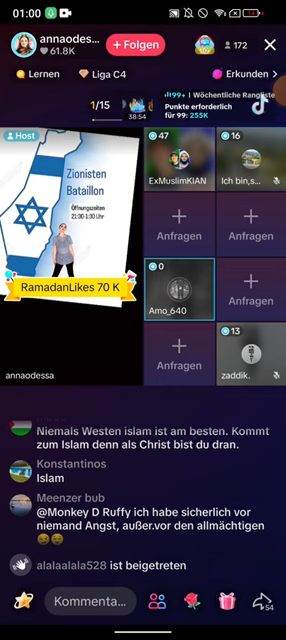 01:00
annaodes...
61.8K
+ Folgen
172
Lernen
Liga C4
Erkunden
99+ | Wöchentliche Rangliste
1/15
38:54
Punkte erforderlich
für 99: 255K
TikTok
Host
Zionisten
Bataillon
Öffnungszeiten
21:30-1:30 Uhr
RamadanLikes 70 K
annaodessa
47
ExMuslimKIAN
16
Ich bin,s...
Anfragen
Anfragen
0
Amo_640
Anfragen
Anfragen
13
zaddik.
Niemals Westen islam ist am besten. Kommt
zum Islam denn als Christ bist du dran.
Konstantinos
Islam
Meenzer bub
@Monkey D Ruffy ich habe sicherlich vor
niemand Angst, außer.vor den allmächtigen
alalaalala528 ist beigetreten
Kommenta...
54